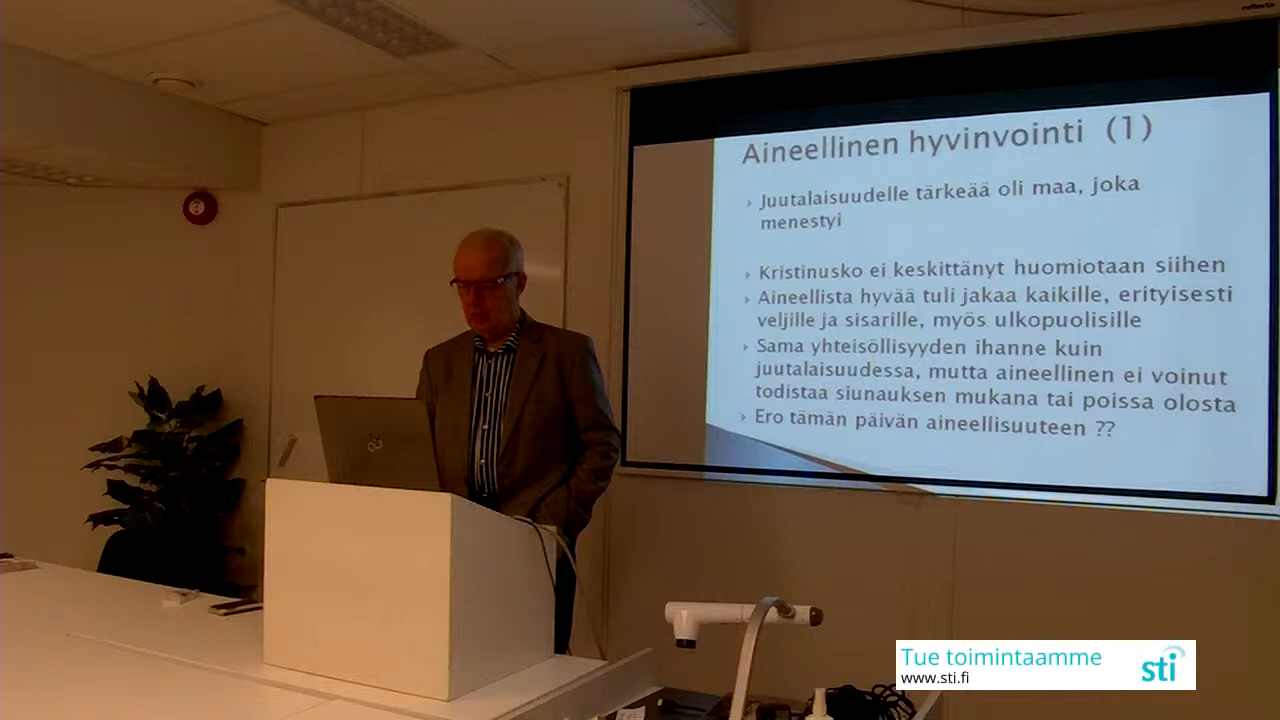 reflecta
Aineellinen hyvinvointi (1)
Juutalaisuudelle tärkeää oli maa, joka
menestyi
Kristinusko ei keskittänyt huomiotaan siihen
Aineellista hyvää tuli jakaa kaikille, erityisesti
veljille ja sisarille, myös ulkopuolisille
Sama yhteisöllisyyden ihanne kuin
juutalaisuudessa, mutta aineellinen ei voinut
todistaa siunauksen mukana tai poissa olosta
Ero tämän päivän aineellisuuteen ??
Tue toimintaamme
www.sti.fi
sti